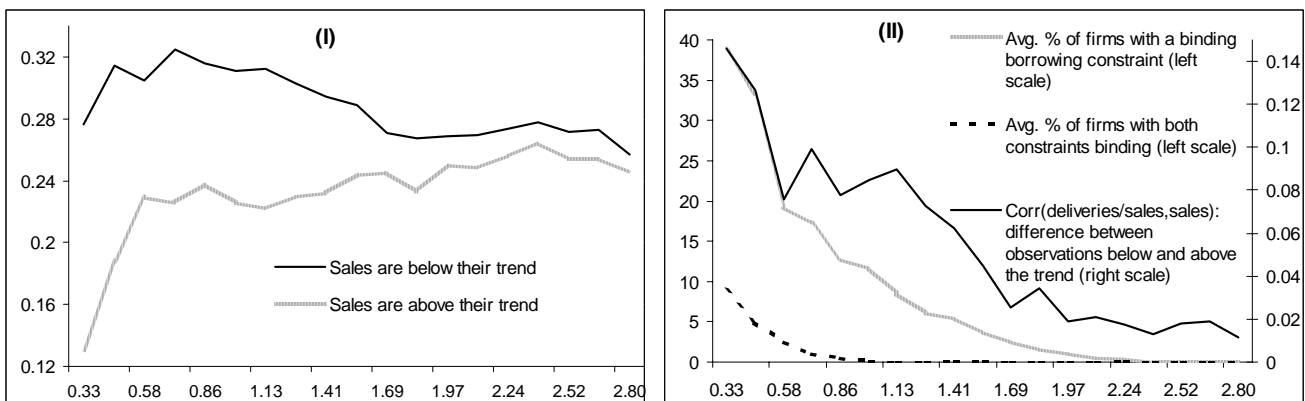 (I)
0.32
0.28
0.24
0.2
0.16
0.12
Sales are below their trend
Sales are above their trend
0.33 0.58 0.86 1.13 1.41 1.69 1.97 2.24 2.52 2.80
(II)
40
35
30
25
20
15
10
5
0
Avg. % of firms with a binding
borrowing constraint (left
scale)
Avg. % of firms with both
constraints binding (left scale)
Corr(deliveries/sales,sales):
difference between
observations below and above
the trend (right scale)
0.14
0.12
0.1
0.08
0.06
0.04
0.02
0
0.33 0.58 0.86 1.13 1.41 1.69 1.97 2.24 2.52 2.80